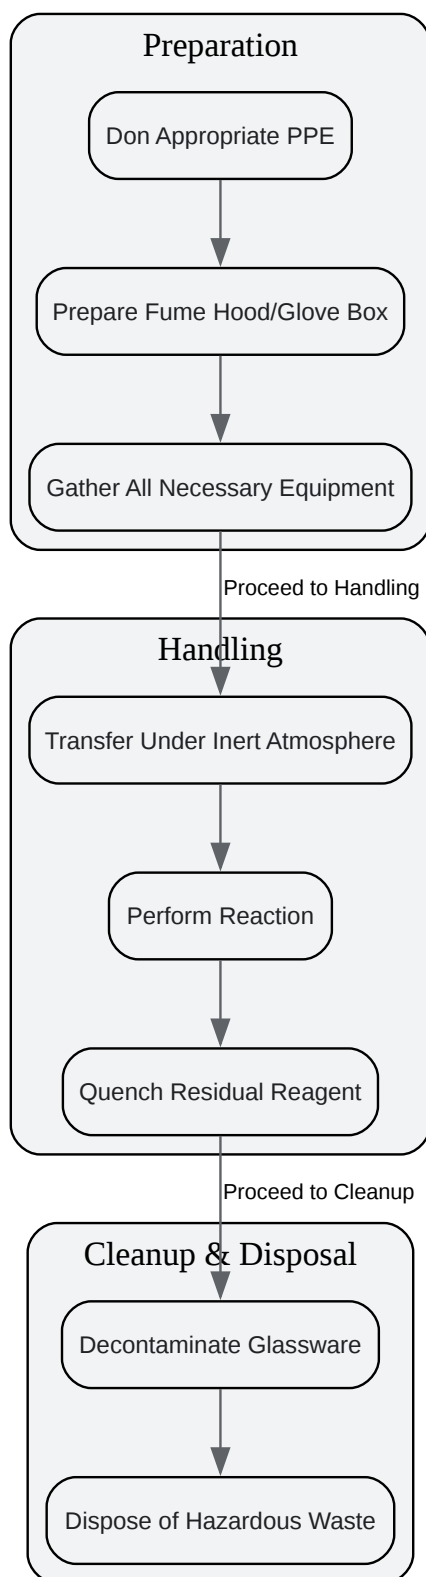 Preparation
Don Appropriate PPE
Prepare Fume Hood/Glove Box
Gather All Necessary Equipment
Proceed to Handling
Handling
Transfer Under Inert Atmosphere
Perform Reaction
Quench Residual Reagent
Proceed to Cleanup
Cleanup & Disposal
Decontaminate Glassware
Dispose of Hazardous Waste